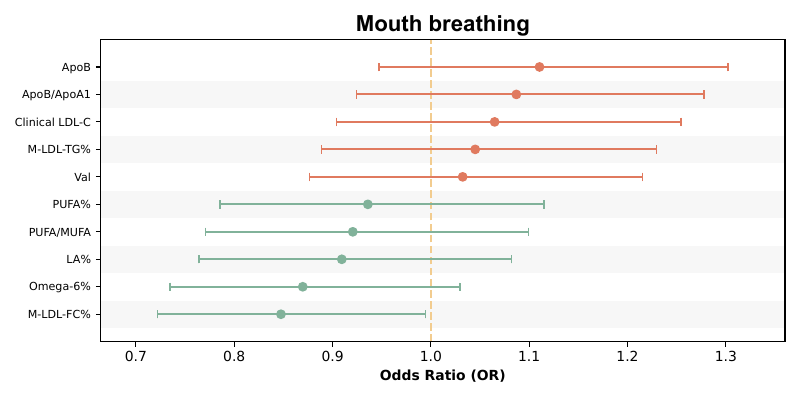 Mouth breathing
ApoB
ApoB/ApoA1
Clinical LDL-C
M-LDL-TG%
Val
PUFA%
PUFA/MUFA
LA%
Omega-6%
M-LDL-FC%
0.7 0.8 0.9 1.0 1.1 1.2 1.3
Odds Ratio (OR)